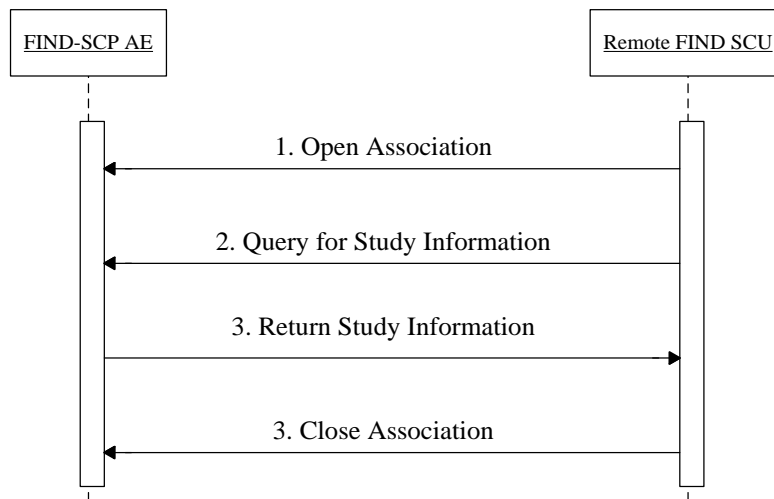 FIND-SCP AE
Remote FIND SCU
1. Open Association
2. Query for Study Information
3. Return Study Information
3. Close Association